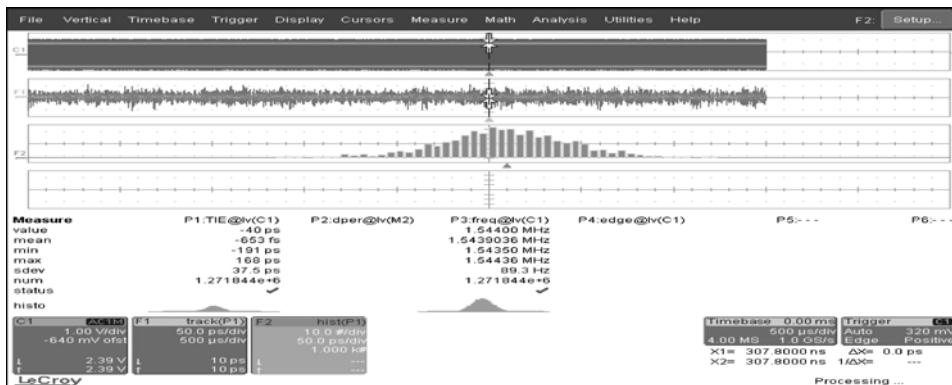 File Vertical Timebase Trigger Display Cursors Measure Math Analysis Utilities Help F2: Setup...
C1
F1
F2
Measure P1:TIE@lv(C1) P2:dper@lv(M2) P3:freq@lv(C1) P4:edge@lv(C1) P5:- - - P6:- - -
value -40 ps 1.54400 MHz
mean -653 fs 1.5439036 MHz
min -191 ps 1.54350 MHz
max 168 ps 1.54436 MHz
sdev 37.5 ps 89.3 Hz
num 1.271844e+6 1.271844e+6
status
histo
C1 AC1M F1 track(P1) F2 hist(P1) Timebase 0.00 ms Trigger C1
1.00 V/div 50.0 ps/div 10.0 #/div 500 µs/div Auto 320 mV
-640 mV ofst 500 µs/div 50.0 ps/div 4.00 MS 1.0 GS/s Edge Positive
1.000 k#
2.39 V 10 ps ---
2.39 V 10 ps ---
X1= 307.8000 ns ΔX= 0.0 ps
X2= 307.8000 ns 1/ΔX= ---
LeCroy Processing ...